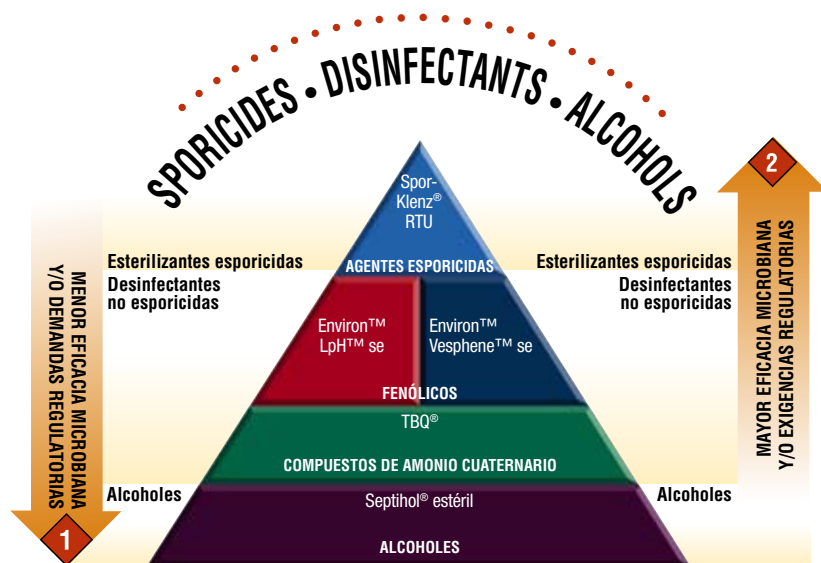 SPORICIDES • DISINFECTANTS • ALCOHOLS
2
Spor-
Klenz®
RTU
AGENTES ESPORICIDAS
Esterilizantes esporicidas
Desinfectantes
no esporicidas
Esterilizantes esporicidas
Desinfectantes
no esporicidas
MENOR EFICACIA MICROBIANA
Y/O DEMANDAS REGULATORIAS
MAYOR EFICACIA MICROBIANA
Y/O EXIGENCIAS REGULATORIAS
Environ™
LpH™ se
Environ™
Vesphene™ se
FENÓLICOS
TBQ®
COMPUESTOS DE AMONIO CUATERNARIO
Alcoholes
Alcoholes
Septihol® estéril
ALCOHOLES
1